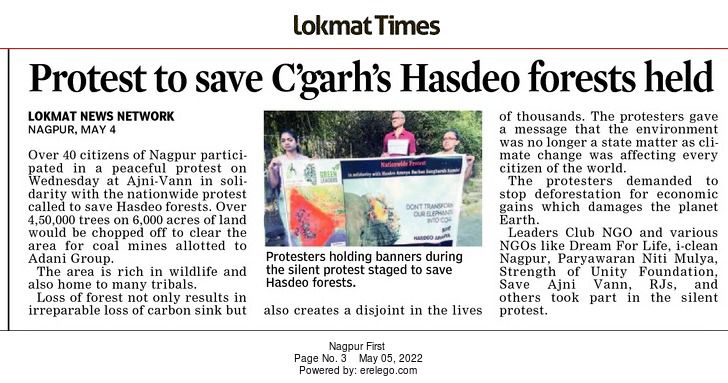 Lokmat Times
Protest to save C'garh's Hasdeo forests held
LOKMAT NEWS NETWORK
NAGPUR, MAY 4
Over 40 citizens of Nagpur partici-
pated in a peaceful protest on
Wednesday at Ajni-Vann in soli-
darity with the nationwide protest
called to save Hasdeo forests. Over
4,50,000 trees on 6,000 acres of land
would be chopped off to clear the
area for coal mines allotted to
Adani Group.
The area is rich in wildlife and
also home to many tribals.
Loss of forest not only results in
irreparable loss of carbon sink but
Nationwide Protest
in solidarity with Hasdeo Aranya Bachao Sangharsh Samiti
GREEN
LEADERS
DON'T TRANSFORM
OUR ELEPHANTS
INTO COAL
SAVE
HASDEO ARANYA
Protesters holding banners during
the silent protest staged to save
Hasdeo forests.
also creates a disjoint in the lives
of thousands. The protesters gave
a message that the environment
was no longer a state matter as cli-
mate change was affecting every
citizen of the world.
The protesters demanded to
stop deforestation for economic
gains which damages the planet
Earth.
Leaders Club NGO and various
NGOs like Dream For Life, i-clean
Nagpur, Paryawaran Niti Mulya,
Strength of Unity Foundation,
Save Ajni Vann, RJs, and
others took part in the silent
protest.
Nagpur First
Page No. 3 May 05, 2022
Powered by: erelego.com